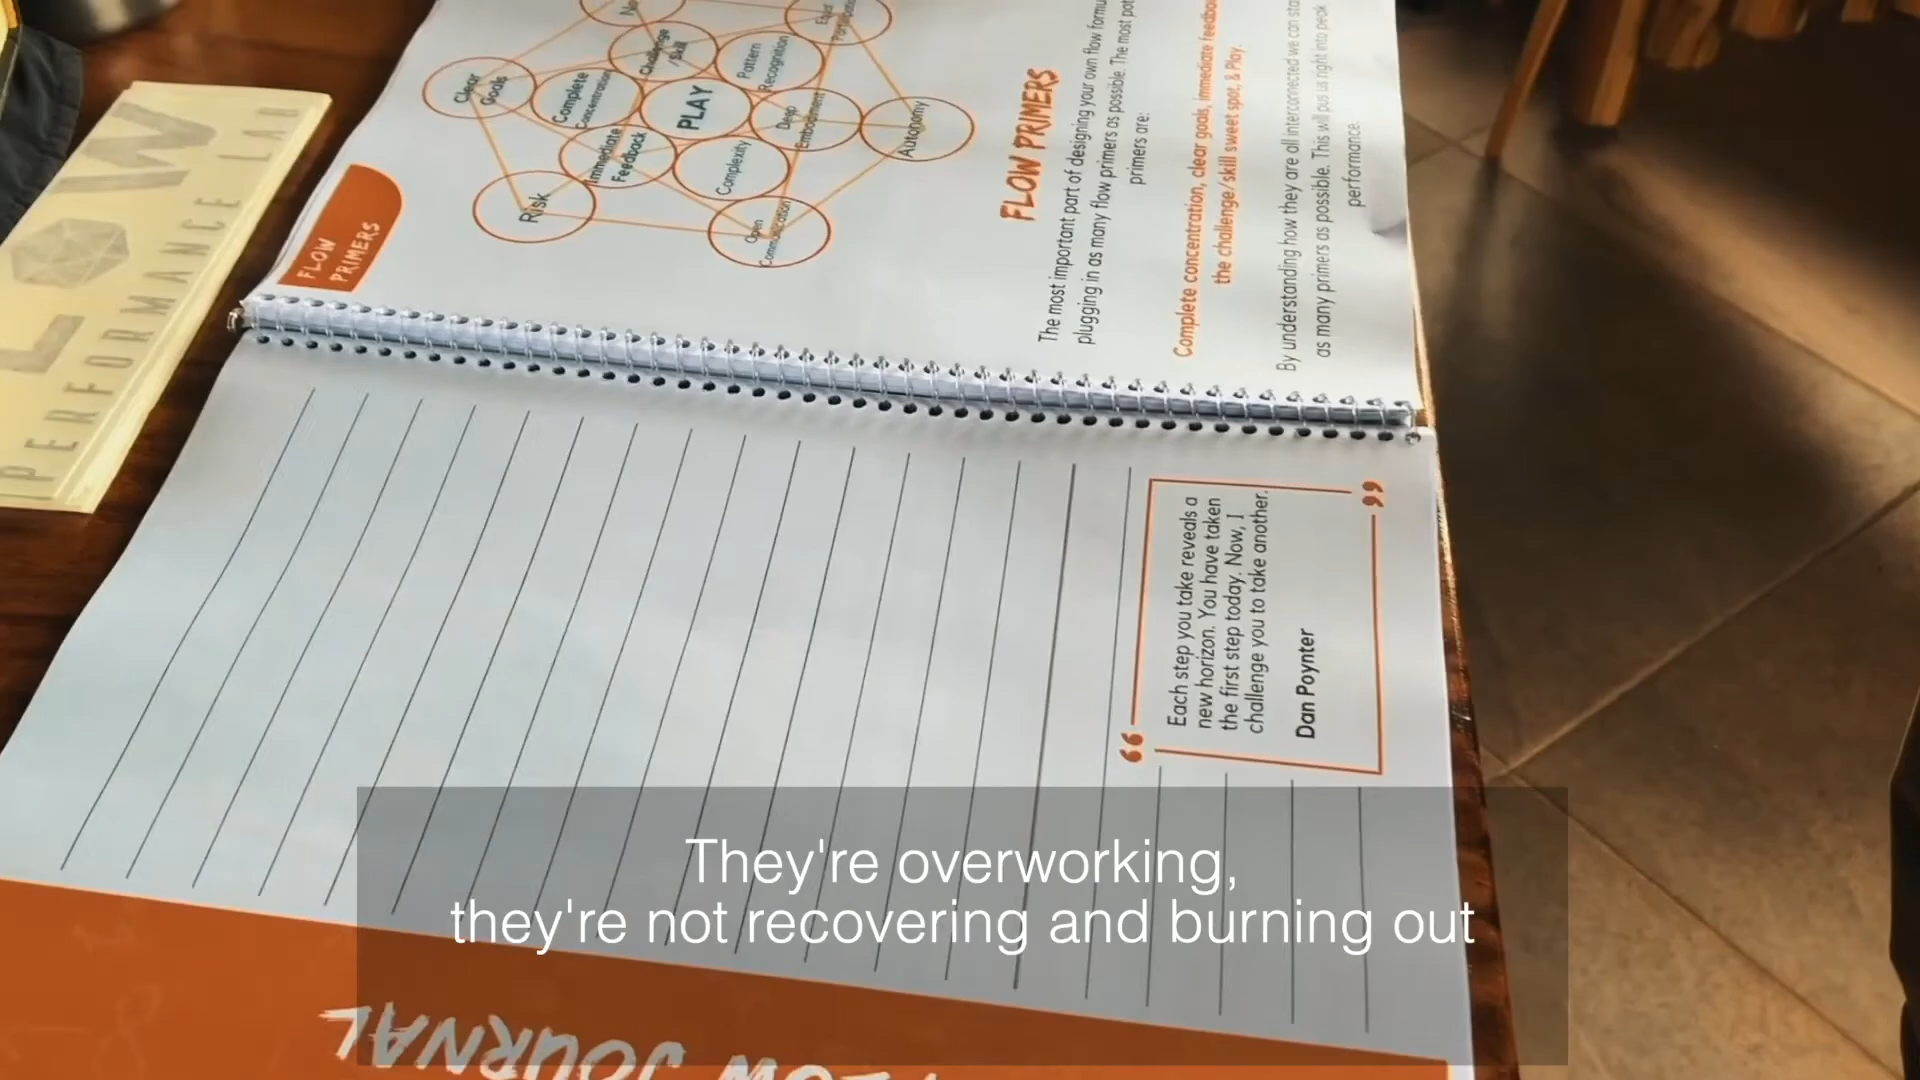 PERFORMANCE LAB
FLOW
PRIMERS
Clear
Goals
Complete
Concentration
Challenge
/Skill
Pattern
Recognition
Immediate
Feedback
PLAY
Deep
Embodiment
Risk
Complexity
Autonomy
Open
Communication
FLOW PRIMERS
The most important part of designing your own flow
plugging in as many flow primers as possible. The most
primers are:
Complete concentration, clear goals, immediate
the challenge/skill sweet spot, & Play.
By understanding how they are all interconnected we can
as many primers as possible. This will pus us right into peak
performance.
“
Each step you take reveals a
new horizon. You have taken
the first step today. Now, I
challenge you to take another.
Dan Poynter
”
JOURNAL
They're overworking,
they're not recovering and burning out